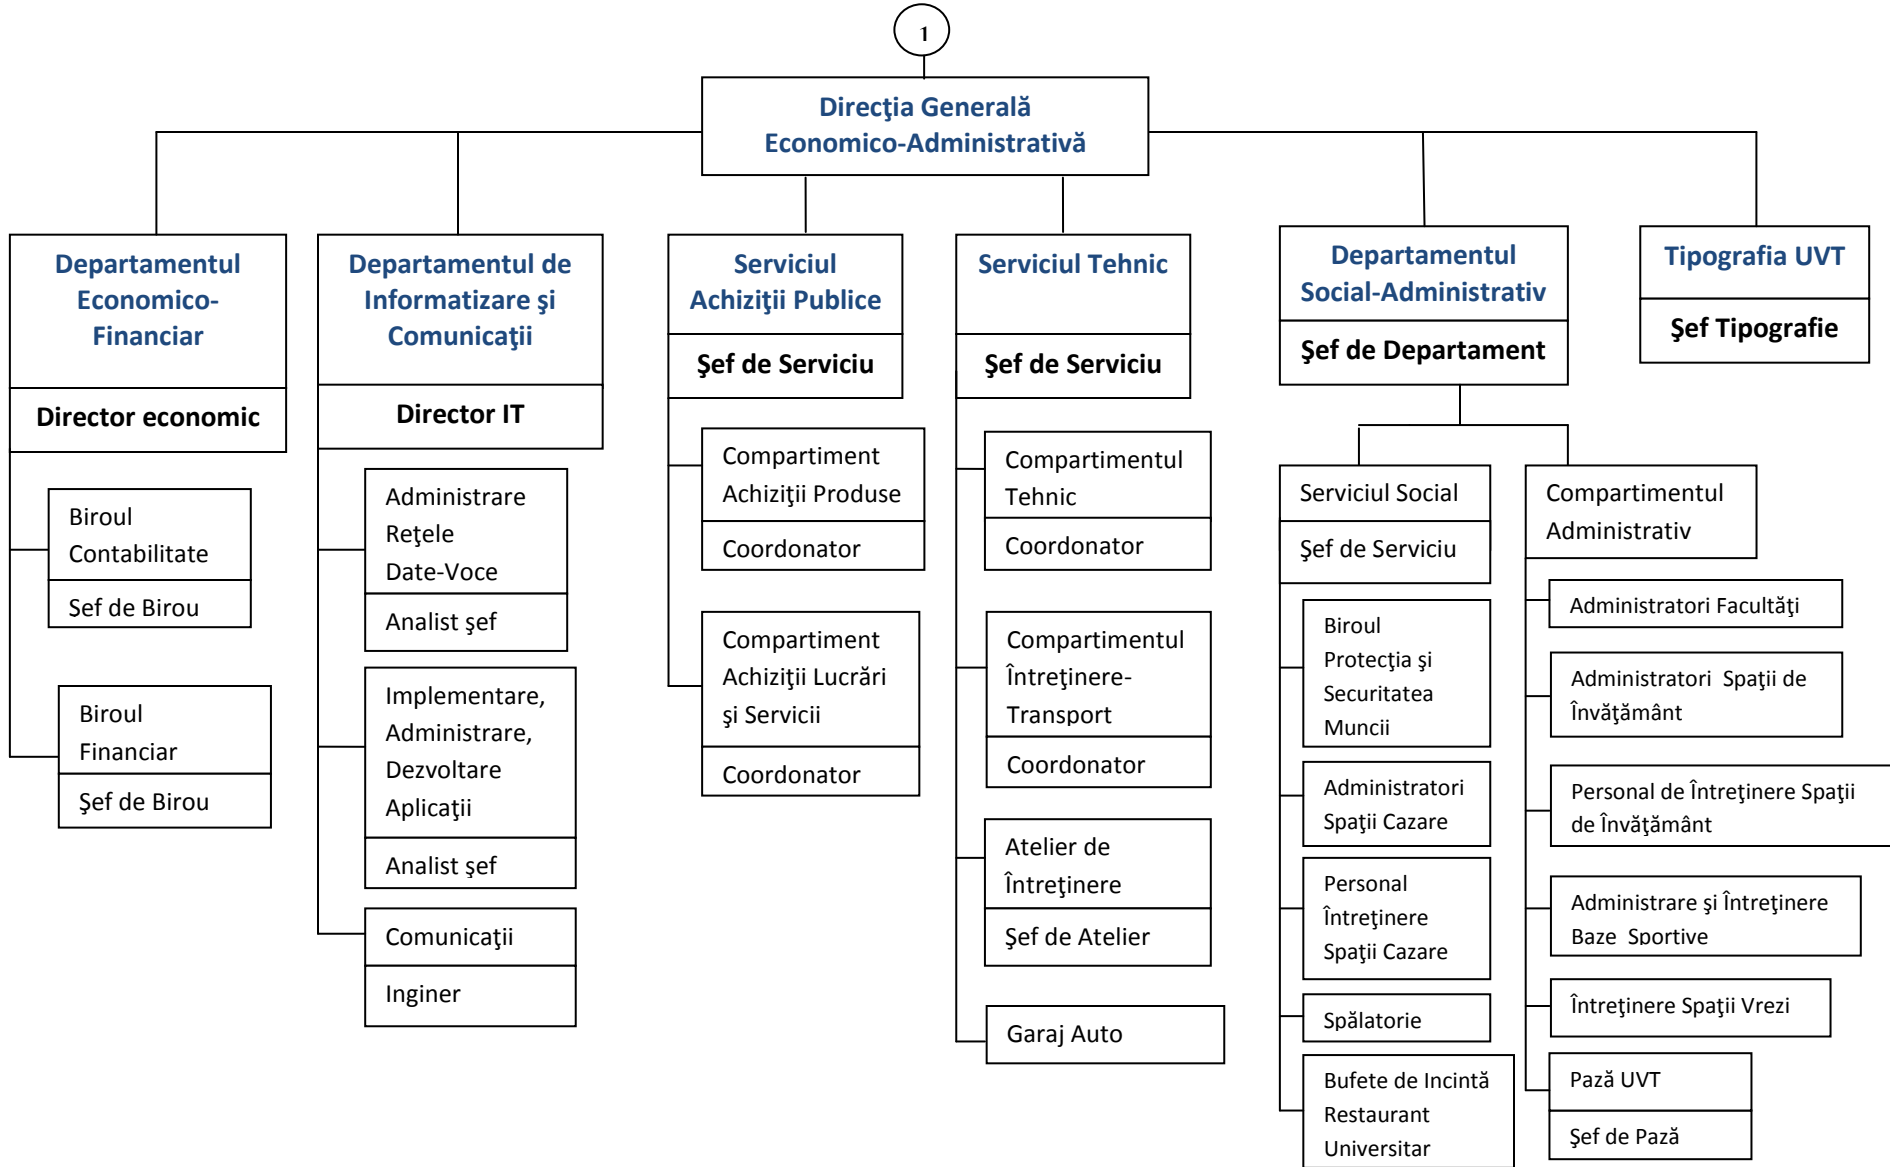 1
Direcţia Generală
Economico-Administrativă
Departamentul
Economico-
Financiar
Director economic
Biroul
Contabilitate
Sef de Birou
Biroul
Financiar
Şef de Birou
Departamentul de
Informatizare şi
Comunicaţii
Director IT
Administrare
Reţele
Date-Voce
Analist şef
Implementare,
Administrare,
Dezvoltare
Aplicaţii
Analist şef
Comunicaţii
Inginer
Serviciul
Achiziţii Publice
Şef de Serviciu
Compartiment
Achiziţii Produse
Coordonator
Compartiment
Achiziţii Lucrări
şi Servicii
Coordonator
Serviciul Tehnic
Şef de Serviciu
Compartimentul
Tehnic
Coordonator
Compartimentul
Întreţinere-
Transport
Coordonator
Atelier de
Întreţinere
Şef de Atelier
Garaj Auto
Departamentul
Social-Administrativ
Şef de Departament
Serviciul Social
Şef de Serviciu
Biroul
Protecţia şi
Securitatea
Muncii
Administratori
Spaţii Cazare
Personal
Întreţinere
Spaţii Cazare
Spălatorie
Bufete de Incintă
Restaurant
Universitar
Compartimentul
Administrativ
Administratori Facultăţi
Administratori  Spaţii de
Învăţământ
Personal de Întreţinere Spaţii
de Învăţământ
Administrare şi Întreţinere
Baze  Sportive
Întreţinere Spaţii Vrezi
Pază UVT
Şef de Pază
Tipografia UVT
Şef Tipografie